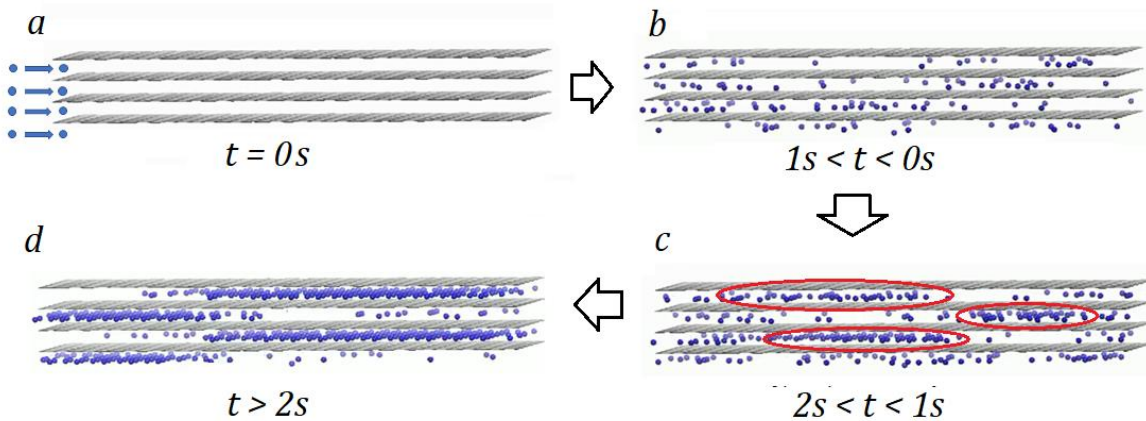 a
t = 0s
b
1s < t < 0s
c
2s < t < 1s
d
t > 2s